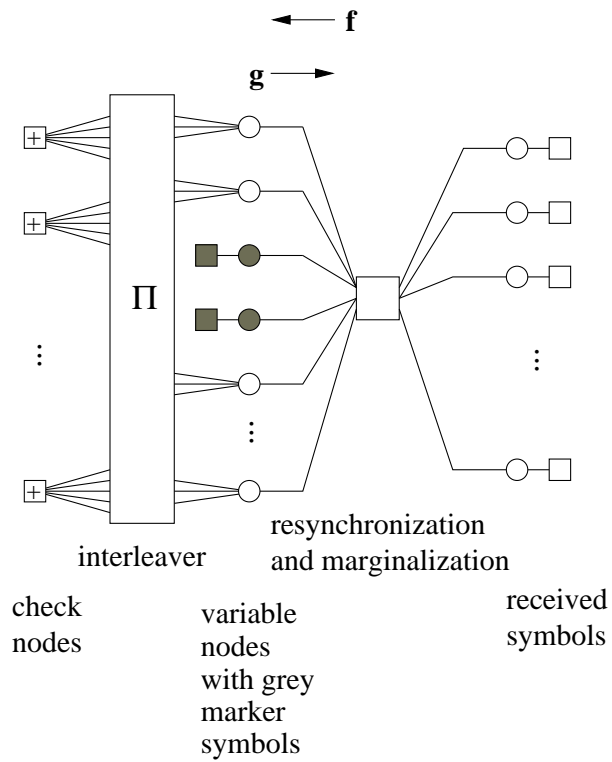 f
g
+
+
Π
⋮
⋮
⋮
+
resynchronization
and marginalization
interleaver
check
nodes
variable
nodes
with grey
marker
symbols
received
symbols